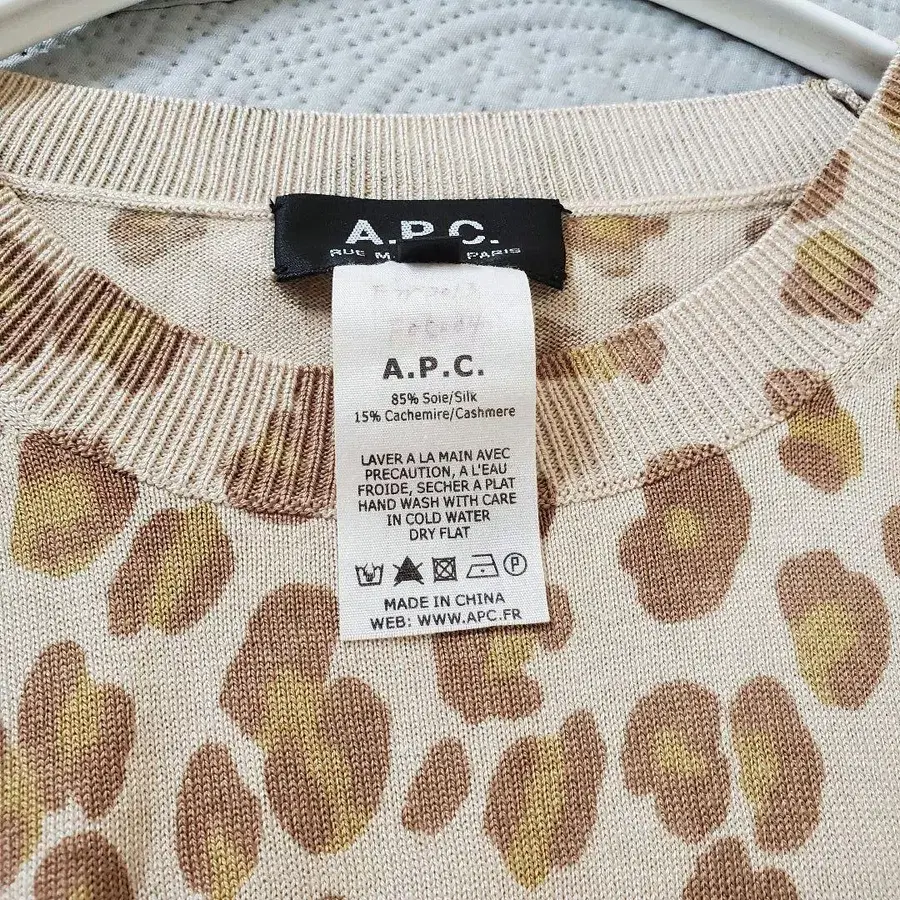 A.P.C.
RUE M PARIS
A.P.C.
85% Soie/Silk
15% Cachemire/Cashmere
LAVER A LA MAIN AVEC
PRECAUTION, A L'EAU
FROIDE, SECHER A PLAT
HAND WASH WITH CARE
IN COLD WATER
DRY FLAT
P
MADE IN CHINA
WEB: WWW.APC.FR